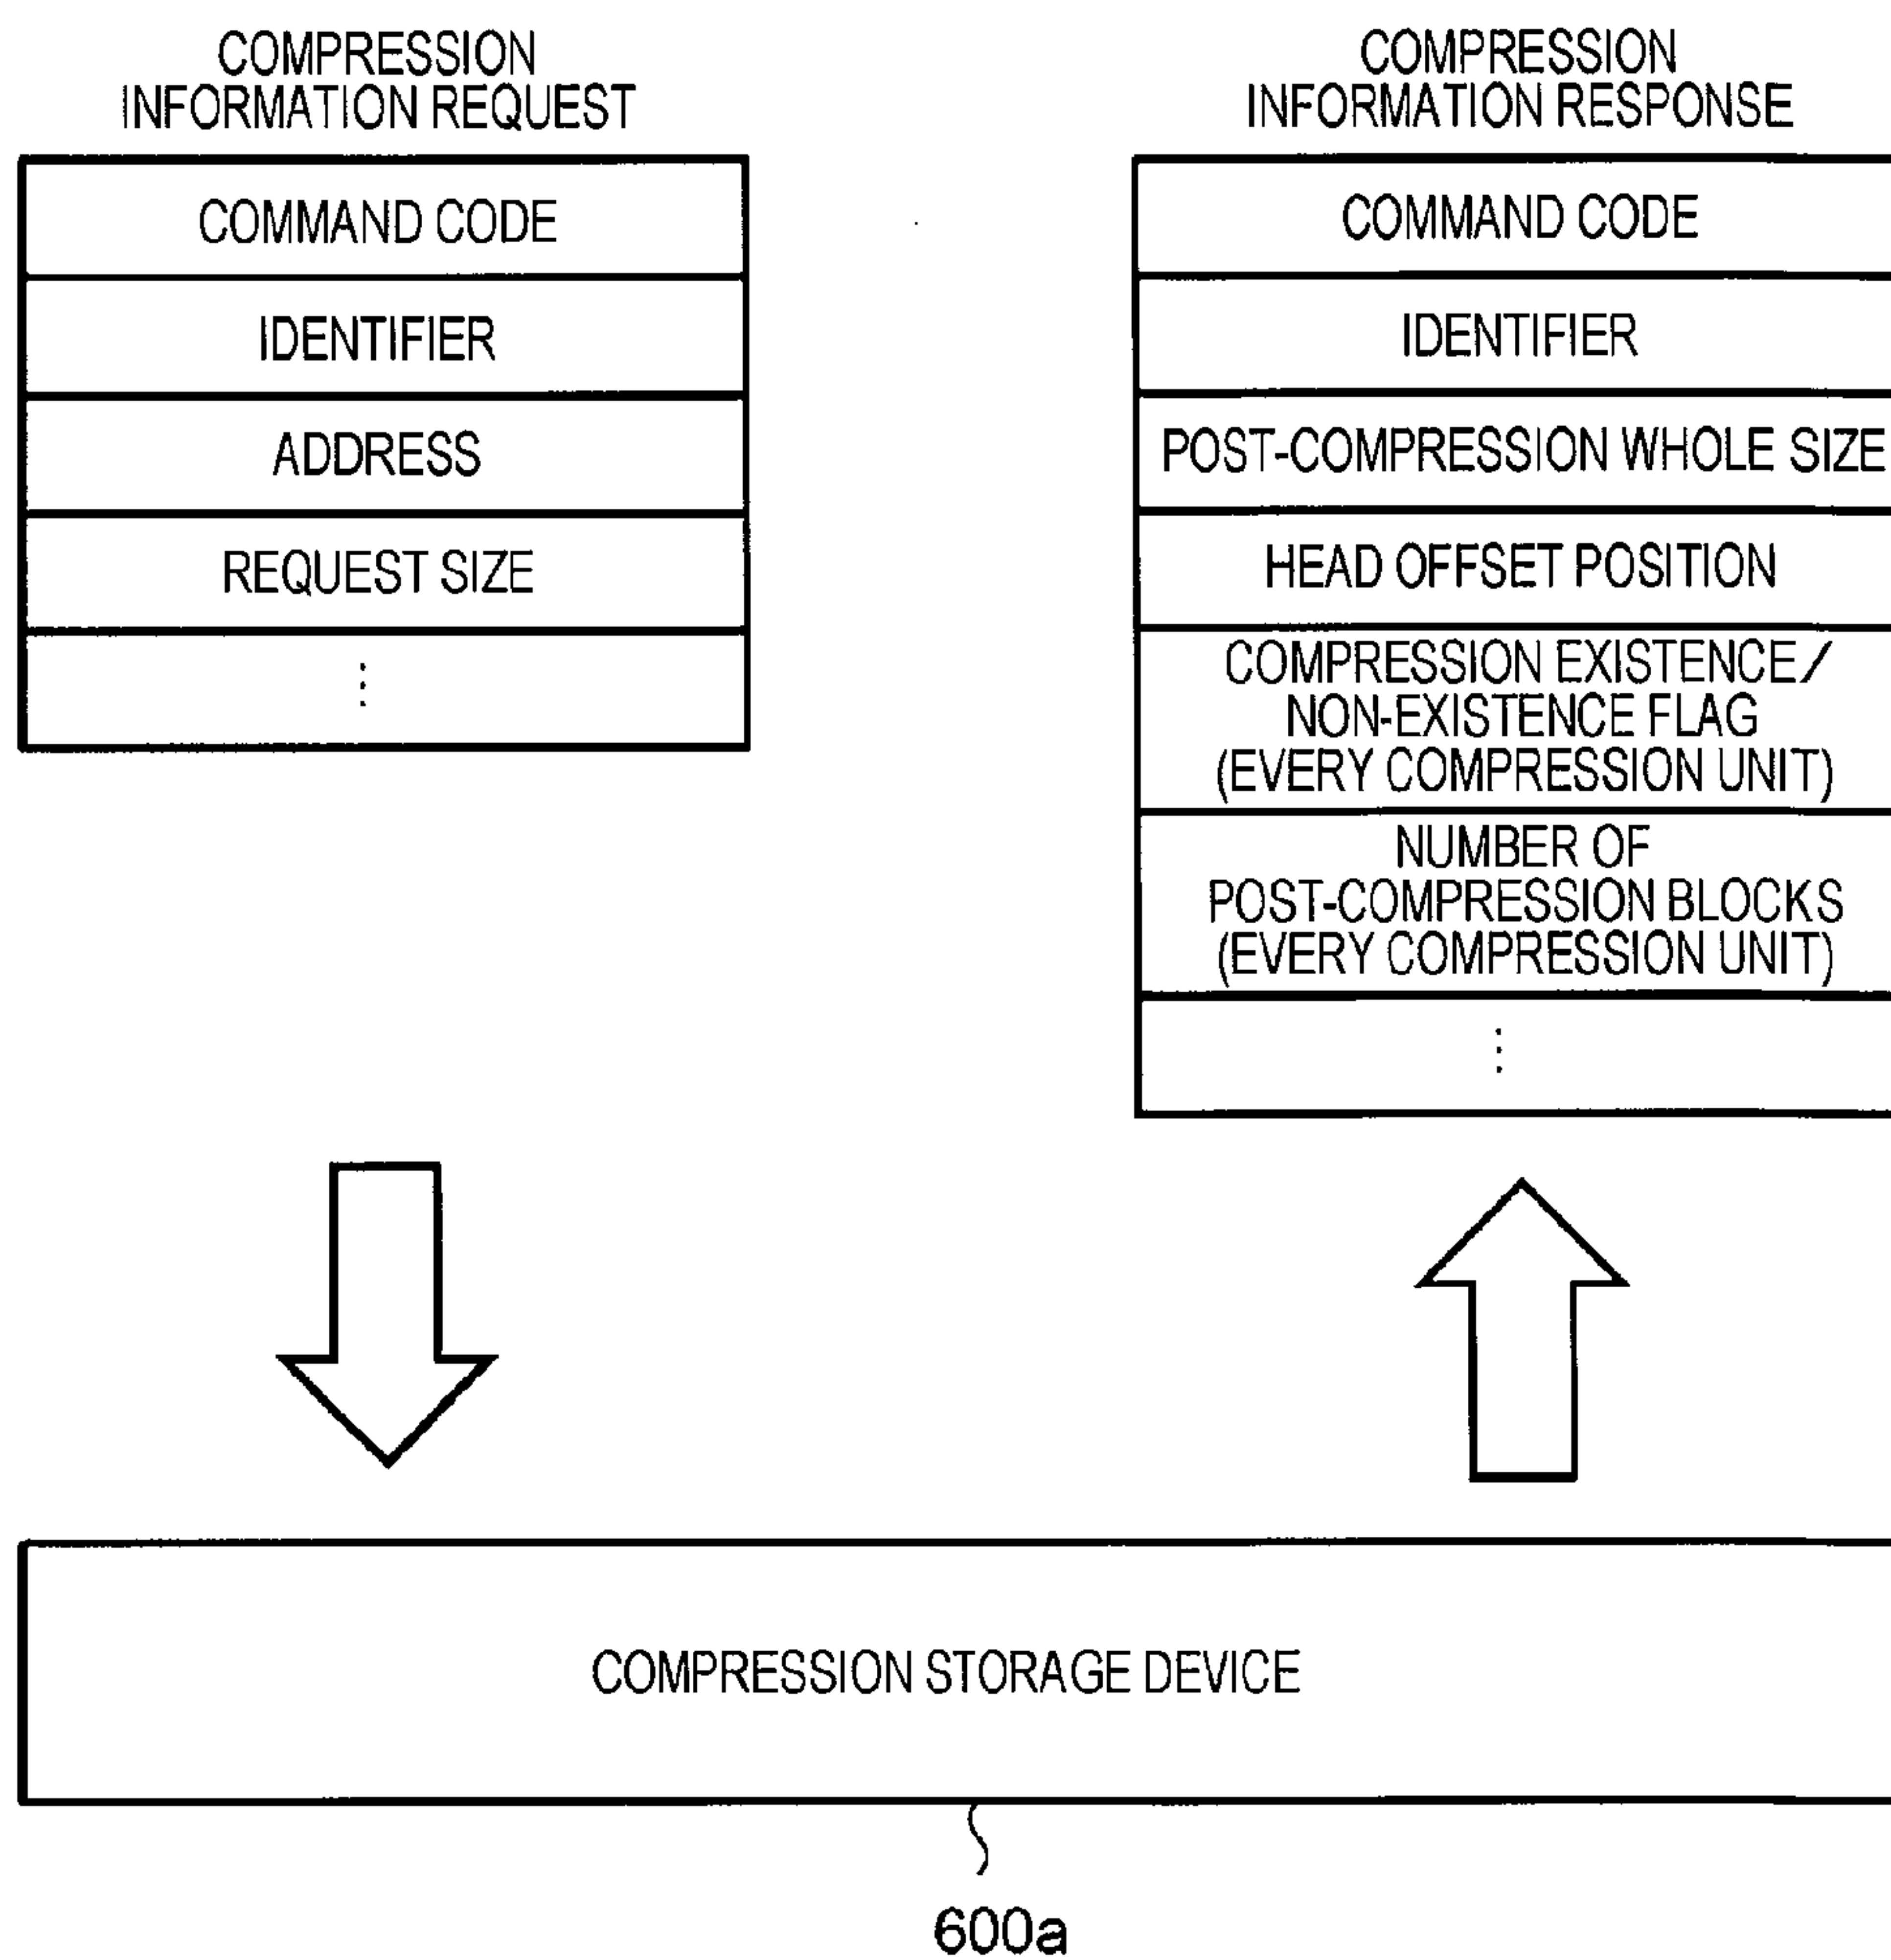 COMPRESSION
INFORMATION REQUEST
COMMAND CODE
IDENTIFIER
ADDRESS
REQUEST SIZE
⋮
COMPRESSION
INFORMATION RESPONSE
COMMAND CODE
IDENTIFIER
POST-COMPRESSION WHOLE SIZE
HEAD OFFSET POSITION
COMPRESSION EXISTENCE/
NON-EXISTENCE FLAG
(EVERY COMPRESSION UNIT)
NUMBER OF
POST-COMPRESSION BLOCKS
(EVERY COMPRESSION UNIT)
⋮
COMPRESSION STORAGE DEVICE
600a